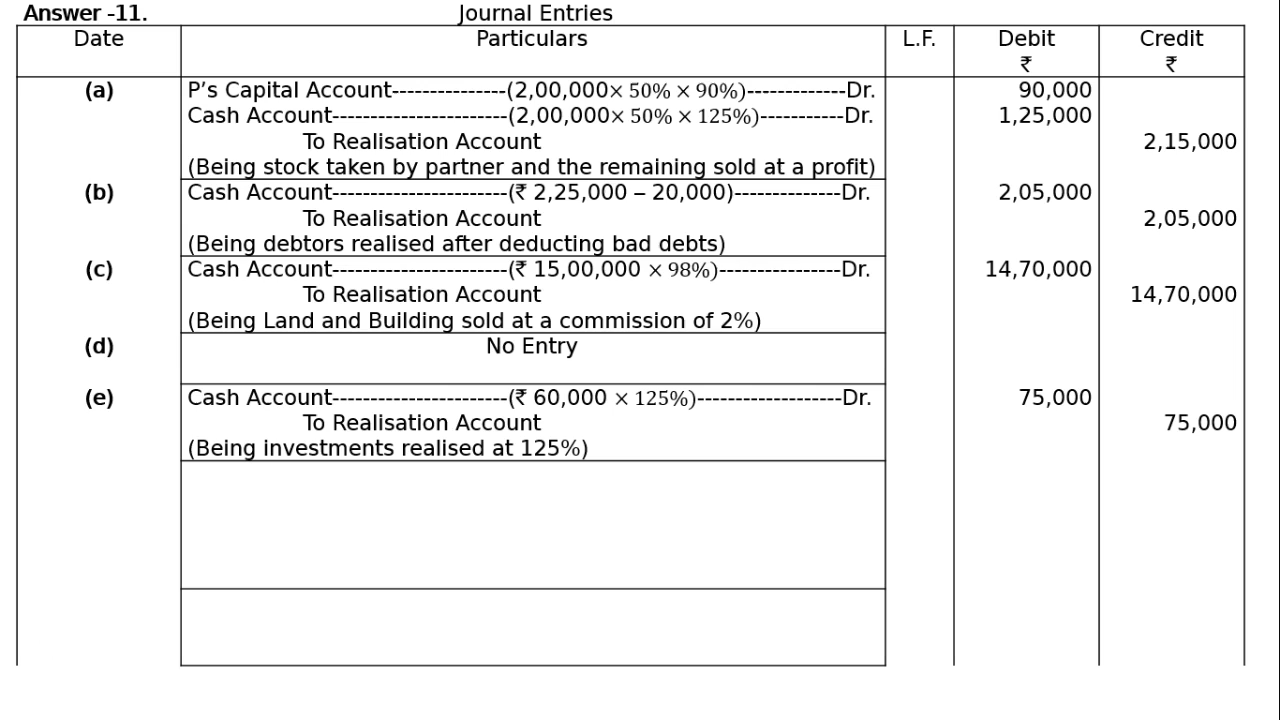 Answer -11. Journal Entries
Date Particulars L.F. Debit Credit
₹ ₹
(a) P’s Capital Account---------------(2,00,000× 50% × 90%)-------------Dr. 90,000
Cash Account-----------------------(2,00,000× 50% × 125%)-----------Dr. 1,25,000
To Realisation Account 2,15,000
(Being stock taken by partner and the remaining sold at a profit)
(b) Cash Account-----------------------(₹ 2,25,000 – 20,000)--------------Dr. 2,05,000
To Realisation Account 2,05,000
(Being debtors realised after deducting bad debts)
(c) Cash Account-----------------------(₹ 15,00,000 × 98%)----------------Dr. 14,70,000
To Realisation Account 14,70,000
(Being Land and Building sold at a commission of 2%)
(d) No Entry
(e) Cash Account-----------------------(₹ 60,000 × 125%)-------------------Dr. 75,000
To Realisation Account 75,000
(Being investments realised at 125%)